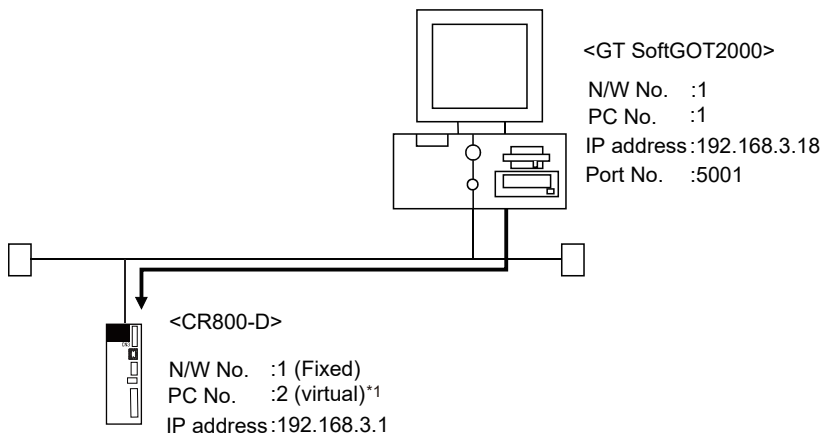 <GT SoftGOT2000>
N/W No. :1
PC No. :1
IP address:192.168.3.18
Port No. :5001
<CR800-D>
N/W No. :1 (Fixed)
PC No. :2 (virtual)*1
IP address:192.168.3.1